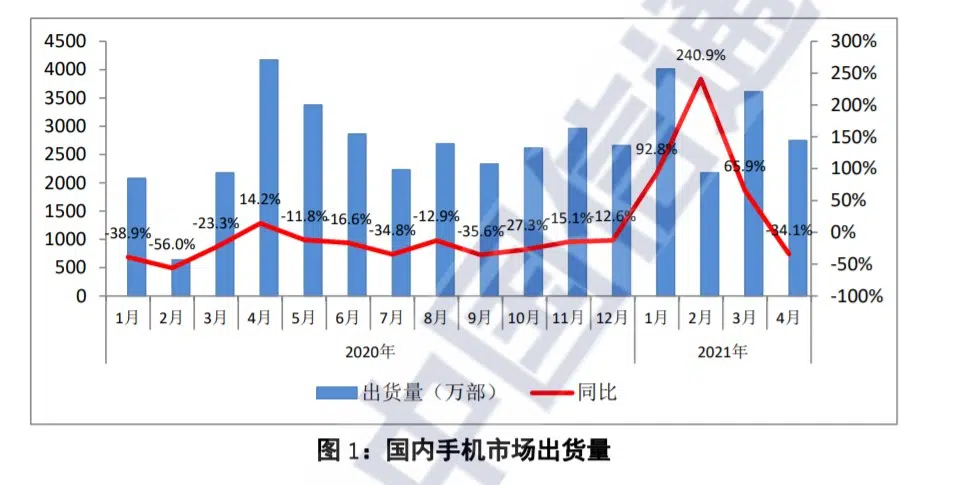 4500 300%
4000 240.9% 250%
3500 200%
3000 92.8% 65.9% 150%
2500 100%
2000 14.2% 50%
1500 -38.9% -56.0% -23.3% -11.8% -16.6% -34.8% -12.9% -35.6% -27.3% -15.1% -12.6% -34.1% 0%
1000
500 -50%
0 -100%
1月 2月 3月 4月 5月 6月 7月 8月 9月 10月 11月 12月 1月 2月 3月 4月
2020年 2021年
出货量（万部） 同比
图 1：国内手机市场出货量
中国信通